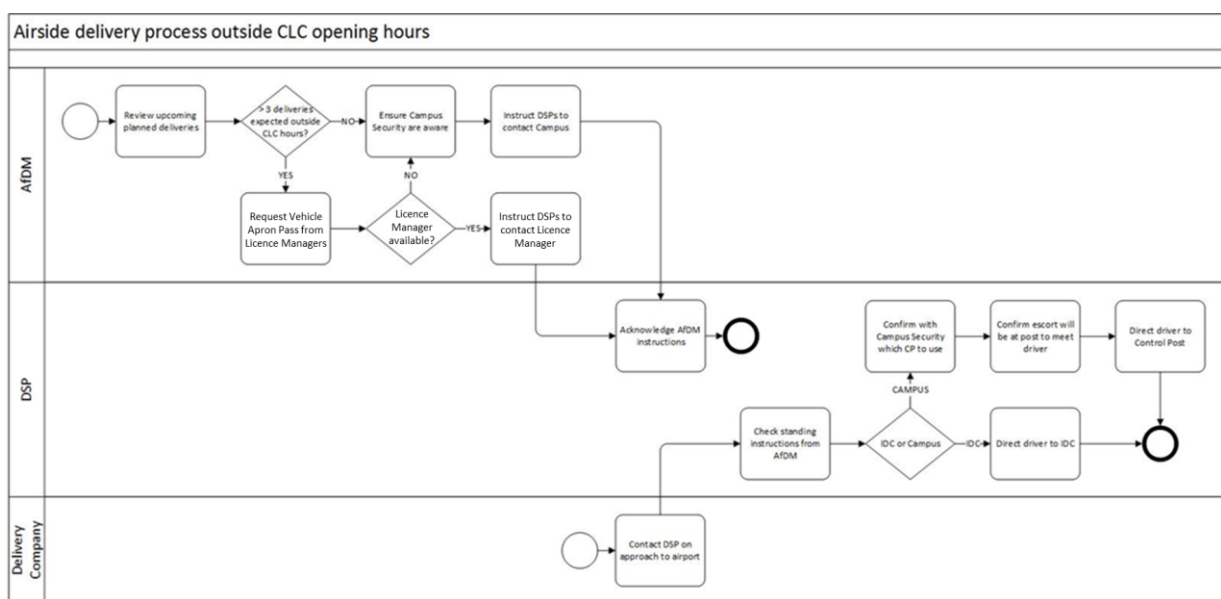 Airside delivery process outside CLC opening hours
AfDM
Review upcoming
planned deliveries
> 3 deliveries
expected outside
CLC hours?
NO
Ensure Campus
Security are aware
Instruct DSPs to
contact Campus
YES
NO
Request Vehicle
Apron Pass from
Licence Managers
Licence
Manager
available?
YES
Instruct DSPs to
contact Licence
Manager
DSP
Acknowledge AfDM
instructions
Confirm with
Campus Security
which CP to use
Confirm escort will
be at post to meet
driver
Direct driver to
Control Post
CAMPUS
Check standing
instructions from
AfDM
IDC or Campus
IDC
Direct driver to IDC
Delivery
Company
Contact DSP on
approach to airport